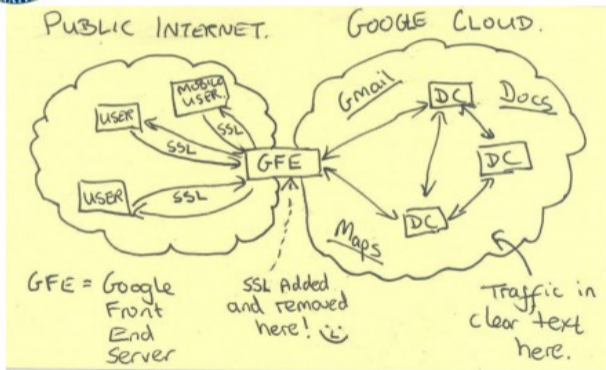 PUBLIC INTERNET.
GOOGLE CLOUD.
MOBILE
USER.
USER
SSL
SSL
USER
SSL
GFE
Gmail
DC
Docs
DC
DC
Maps
GFE = Google
Front
End
Server
SSL Added
and removed
here!
Traffic in
clear text
here.